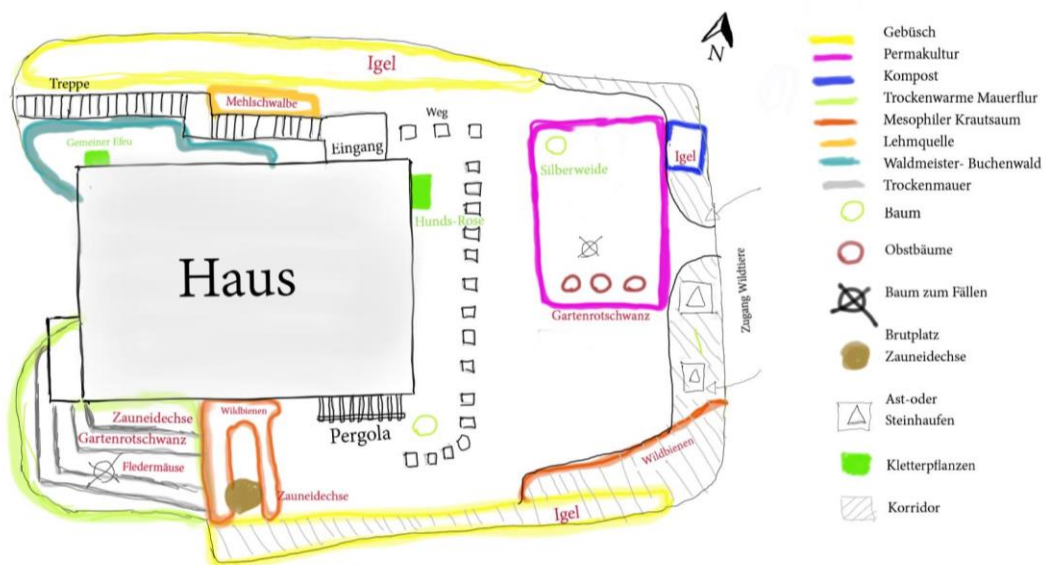 Igel
Treppe
Mehlschwalbe
Weg
Gemeiner Efeu
Eingang
Igel
Silberweide
Hunds-Rose
Haus
Gartenrotschwanz
Zugang Wildtiere
Zauneidechse
Wildbienen
Gartenrotschwanz
Pergola
Fledermäuse
Wildbienen
Zauneidechse
Igel
N
Gebüsch
Permakultur
Kompost
Trockenwarme Mauerflur
Mesophiler Krautsaum
Lehmquelle
Waldmeister- Buchenwald
Trockenmauer
Baum
Obstbäume
Baum zum Fällen
Brutplatz
Zauneidechse
Ast-oder
Steinhaufen
Kletterpflanzen
Korridor